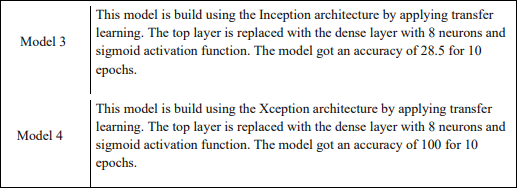 This model is build using the Inception architecture by applying transfer
Model 3
learning. The top layer is replaced with the dense layer with 8 neurons and
sigmoid activation function. The model got an accuracy of 28.5 for 10
epochs.
This model is build using the Xception architecture by applying transfer
Model 4
learning. The top layer is replaced with the dense layer with 8 neurons and
sigmoid activation function. The model got an accuracy of 100 for 10
epochs.